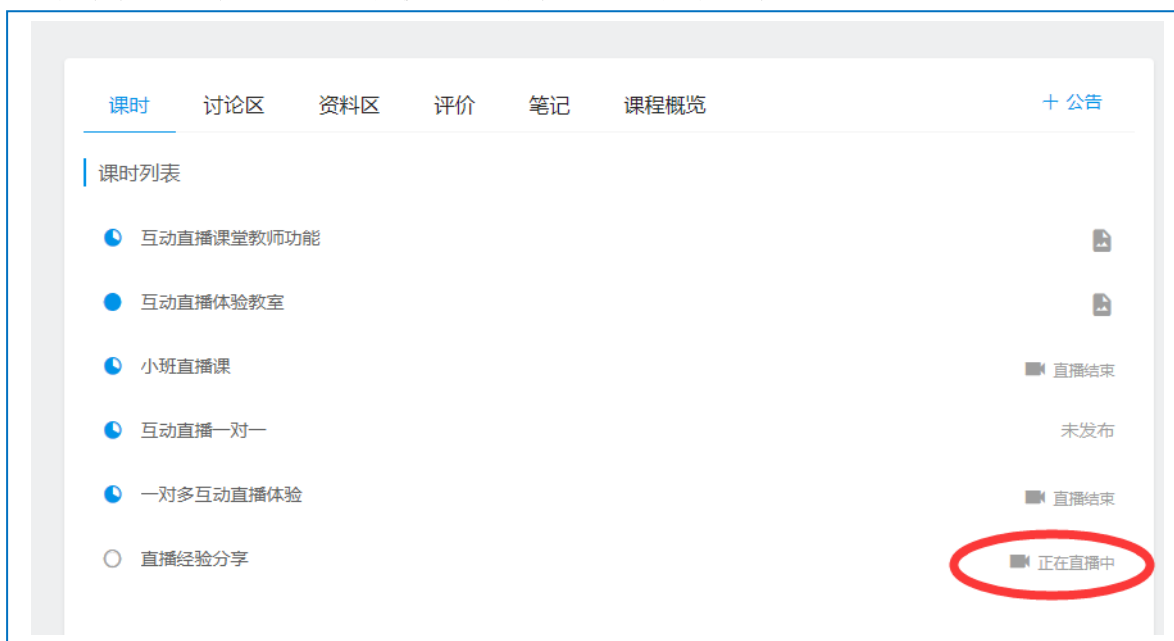 课时 讨论区 资料区 评价 笔记 课程概览 + 公告
课时列表
互动直播课堂教师功能
互动直播体验教室
小班直播课 直播结束
互动直播一对一 未发布
一对多互动直播体验 直播结束
直播经验分享 正在直播中